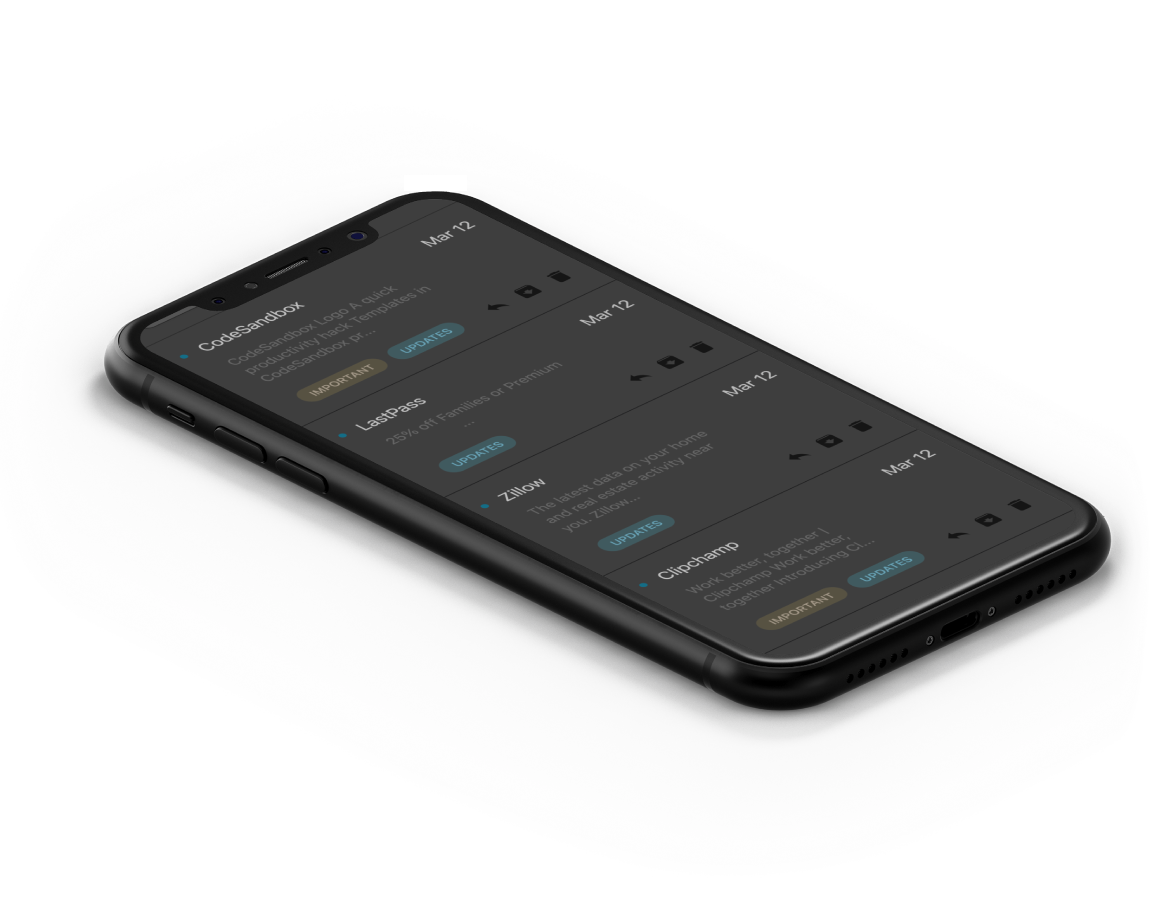 CodeSandbox
Mar 12
CodeSandbox Logo A quick
productivity hack Templates in
CodeSandbox pr...
IMPORTANT UPDATES
LastPass
Mar 12
25% off Families or Premium
...
UPDATES
Zillow
Mar 12
The latest data on your home
and real estate activity near
you. Zillow...
UPDATES
Clipchamp
Mar 12
Work better, together |
Clipchamp Work better,
together Introducing Cl...
IMPORTANT UPDATES